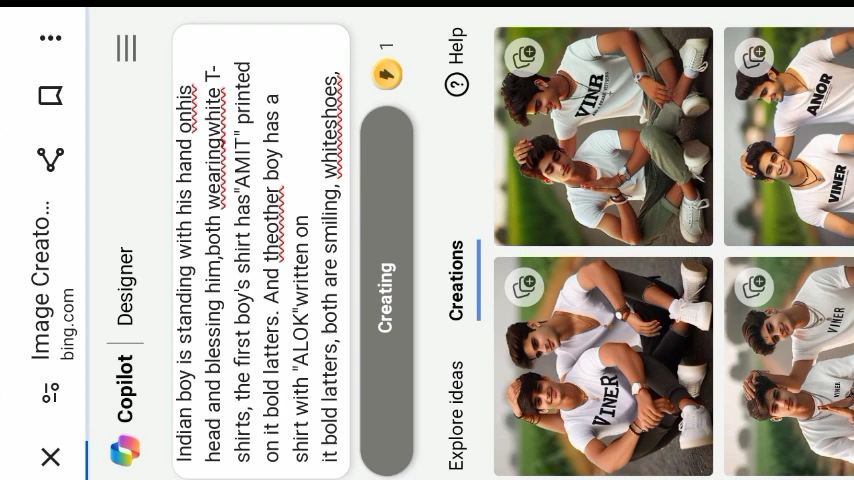 Image Creato...
bing.com
Copilot | Designer
Indian boy is standing with his hand onhis
head and blessing him,both wearingwhite T-
shirts, the first boy's shirt has"AMIT" printed
on it bold latters. And theother boy has a
shirt with "ALOK"written on
it bold latters, both are smiling, whiteshoes,
Creating
1
Explore ideas
Creations
Help
VINR
ANOR
VINER
VINER
VINER
VINER